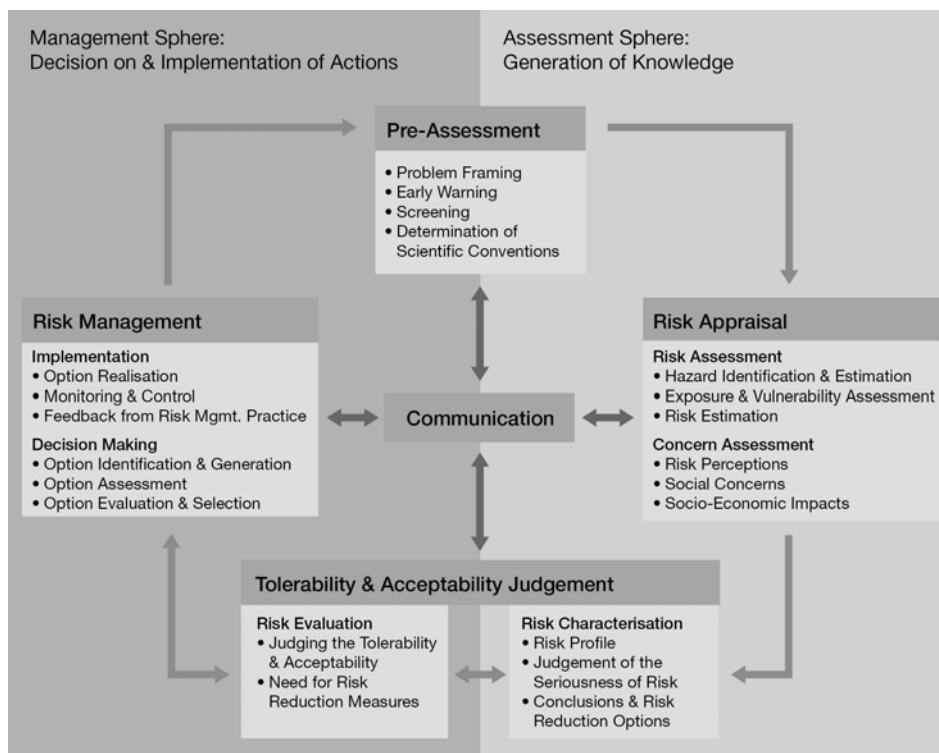 Management Sphere:
Decision on & Implementation of Actions
Assessment Sphere:
Generation of Knowledge
Pre-Assessment
• Problem Framing
• Early Warning
• Screening
• Determination of
Scientific Conventions
Risk Management
Implementation
• Option Realisation
• Monitoring & Control
• Feedback from Risk Mgmt. Practice
Decision Making
• Option Identification & Generation
• Option Assessment
• Option Evaluation & Selection
Communication
Risk Appraisal
Risk Assessment
• Hazard Identification & Estimation
• Exposure & Vulnerability Assessment
• Risk Estimation
Concern Assessment
• Risk Perceptions
• Social Concerns
• Socio-Economic Impacts
Tolerability & Acceptability Judgement
Risk Evaluation
• Judging the Tolerability
& Acceptability
• Need for Risk
Reduction Measures
Risk Characterisation
• Risk Profile
• Judgement of the
Seriousness of Risk
• Conclusions & Risk
Reduction Options